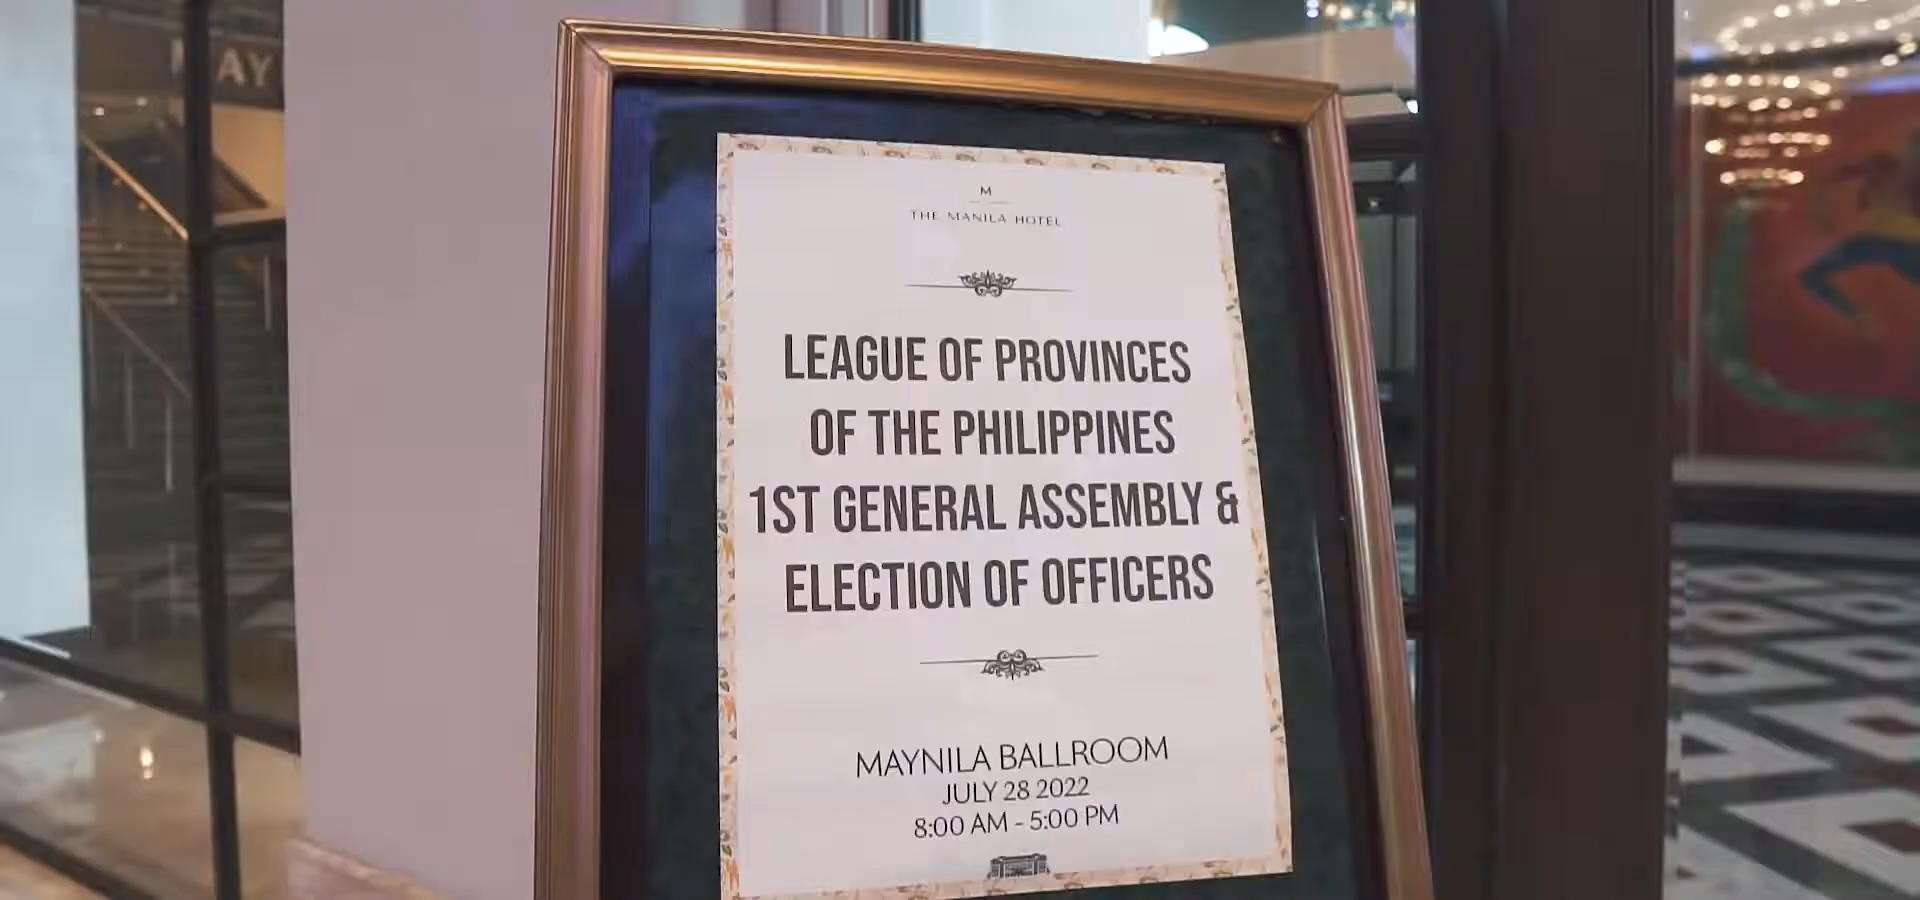 AY
M
THE MANILA HOTEL
LEAGUE OF PROVINCES
OF THE PHILIPPINES
1ST GENERAL ASSEMBLY &
ELECTION OF OFFICERS
MAYNILA BALLROOM
JULY 28 2022
8:00 AM - 5:00 PM